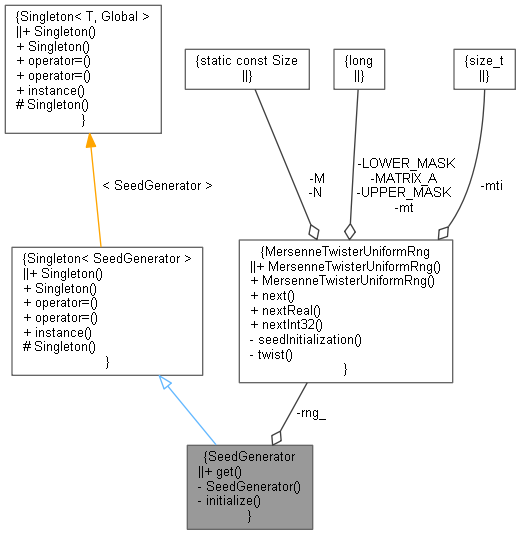 {Singleton< T, Global >
||+ Singleton()
+ Singleton()
+ operator=()
+ operator=()
+ instance()
# Singleton()
}
{static const Size
||}
{long
||}
{size_t
||}
< SeedGenerator >
-M
-N
-LOWER_MASK
-MATRIX_A
-UPPER_MASK
-mt
-mti
{Singleton< SeedGenerator >
||+ Singleton()
+ Singleton()
+ operator=()
+ operator=()
+ instance()
# Singleton()
}
{MersenneTwisterUniformRng
||+ MersenneTwisterUniformRng()
+ MersenneTwisterUniformRng()
+ next()
+ nextReal()
+ nextInt32()
- seedInitialization()
- twist()
}
-rng_
{SeedGenerator
||+ get()
- SeedGenerator()
- initialize()
}